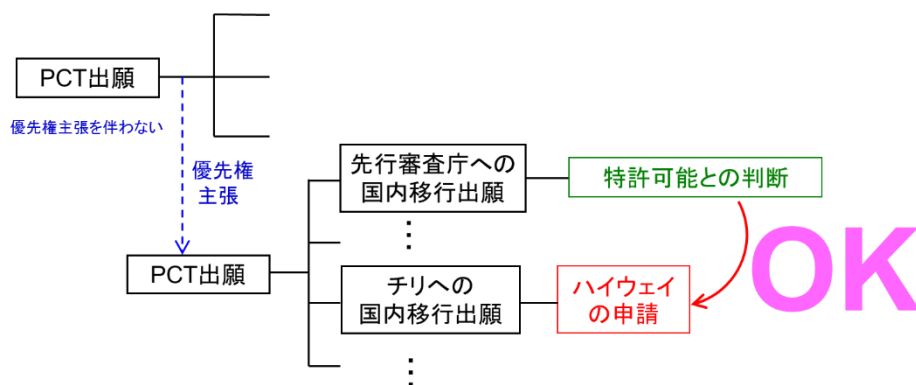 PCT出願
優先権主張を伴わない
優先権
主張
先行審査庁への
国内移行出願
特許可能との判断
⋮
OK
PCT出願
チリへの
国内移行出願
ハイウェイ
の申請
⋮